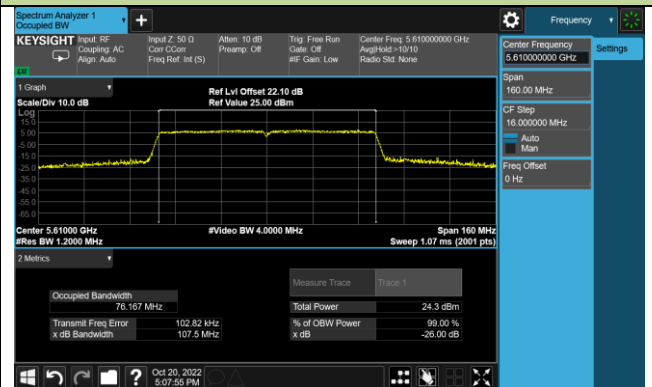 Spectrum Analyzer 1
Occupied BW
Frequency
KEYSIGHT
Input: RF
Coupling: AC
Align: Auto
Input Z: 50 Ω
Corr CCorr
Freq Ref: Int (S)
Atten: 10 dB
Preamp: Off
Trig: Free Run
Gate: Off
#IF Gain: Low
Center Freq: 5.610000000 GHz
Avg|Hold:>10/10
Radio Std: None
Center Frequency
5.610000000 GHz
Settings
Span
160.00 MHz
CF Step
16.000000 MHz
Auto
Man
Freq Offset
0 Hz
1 Graph
Scale/Div 10.0 dB
Ref Lvl Offset 22.10 dB
Ref Value 25.00 dBm
Log
15.0
5.00
-5.00
-15.0
-25.0
-35.0
-45.0
-55.0
-65.0
Center 5.61000 GHz
#Res BW 1.2000 MHz
#Video BW 4.0000 MHz
Span 160 MHz
Sweep 1.07 ms (2001 pts)
2 Metrics
Measure Trace
Trace 1
Occupied Bandwidth
76.167 MHz
Total Power
24.3 dBm
Transmit Freq Error
102.82 kHz
% of OBW Power
99.00 %
x dB Bandwidth
107.5 MHz
x dB
-26.00 dB
?
Oct 20, 2022
5:07:55 PM